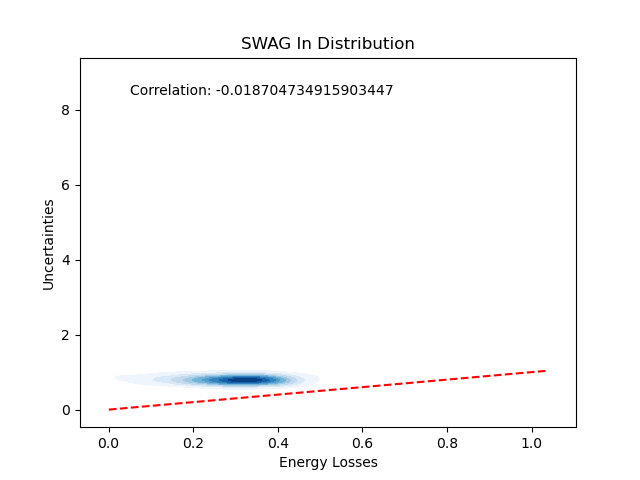 SWAG In Distribution
Correlation: -0.018704734915903447
8
6
4
2
0
Uncertainties
0.0 0.2 0.4 0.6 0.8 1.0
Energy Losses